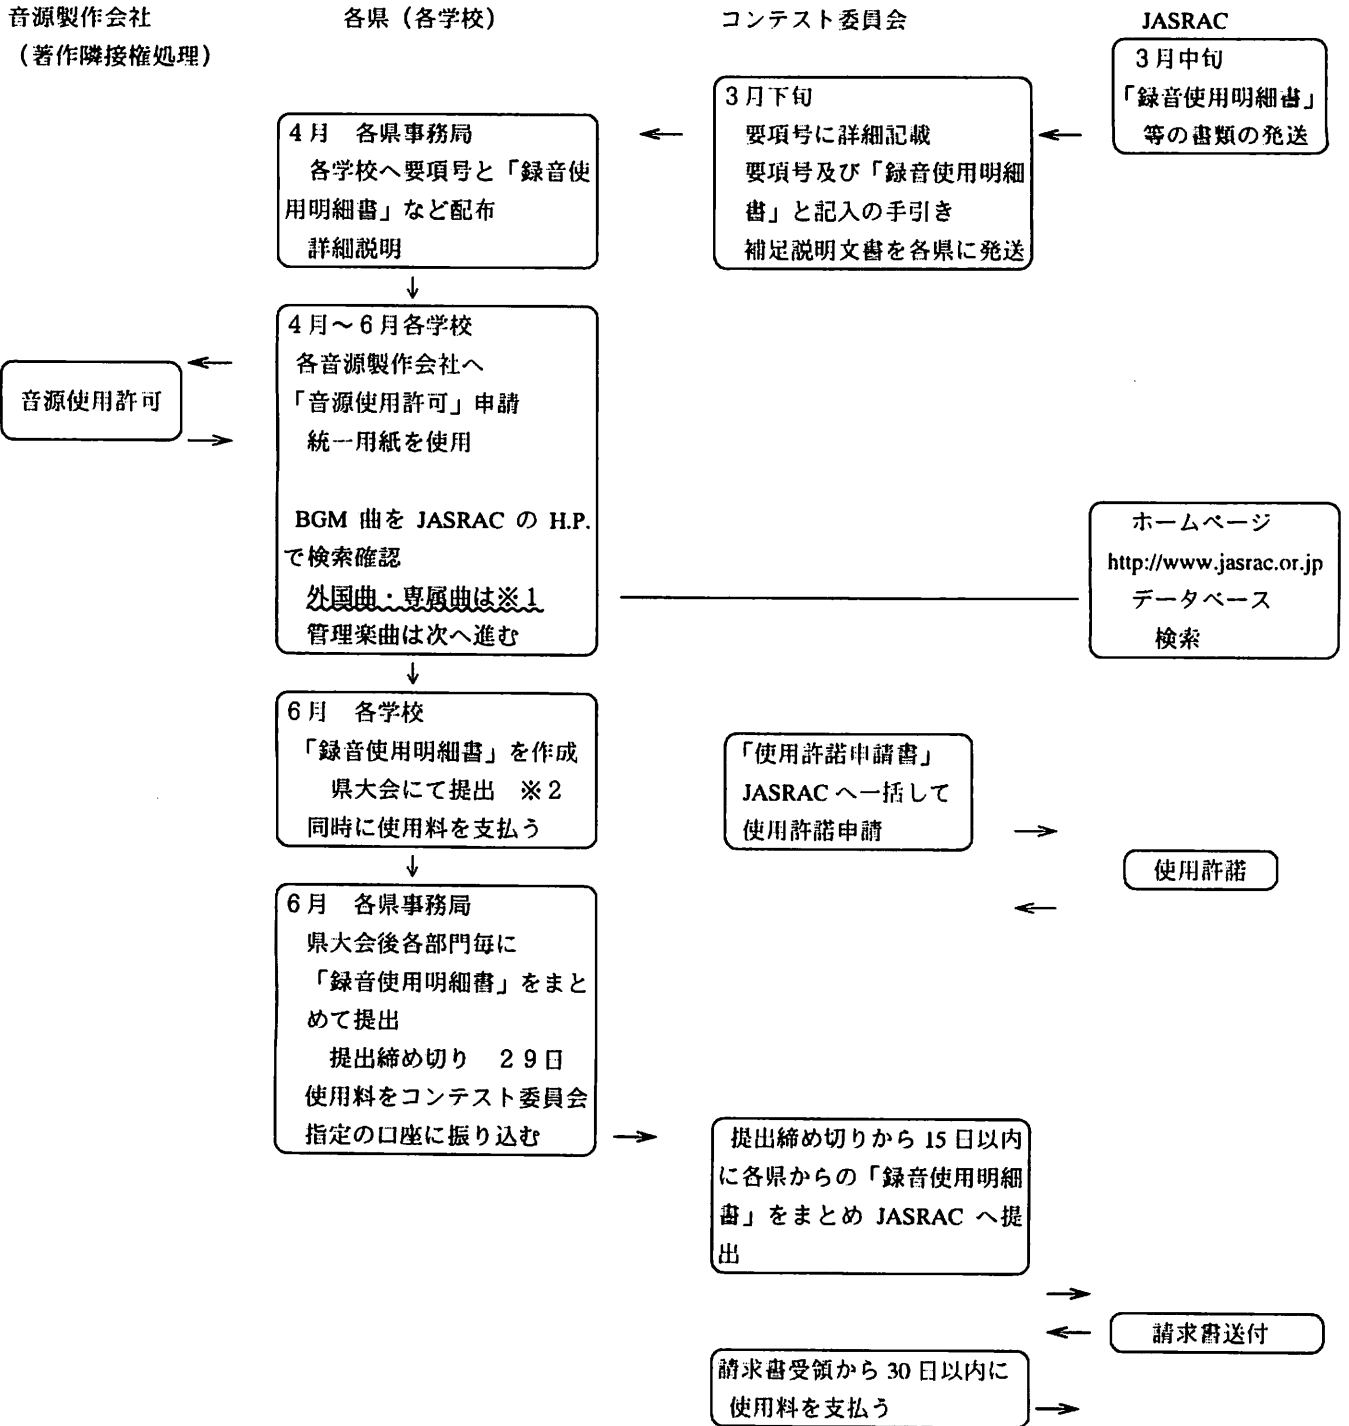 音源製作会社
（著作隣接権処理）
各県（各学校）
コンテスト委員会
JASRAC
3月中旬
「録音使用明細書」
等の書類の発送
3月下旬
要項号に詳細記載
要項号及び「録音使用明細
書」と記入の手引き
補足説明文書を各県に発送
4月　各県事務局
各学校へ要項号と「録音使
用明細書」など配布
詳細説明
4月～6月各学校
各音源製作会社へ
「音源使用許可」申請
統一用紙を使用
BGM 曲を JASRAC の H.P.
で検索確認
外国曲・専属曲は※1
管理楽曲は次へ進む
音源使用許可
ホームページ
http://www.jasrac.or.jp
データベース
検索
6月　各学校
「録音使用明細書」を作成
県大会にて提出　※2
同時に使用料を支払う
「使用許諾申請書」
JASRAC へ一括して
使用許諾申請
使用許諾
6月　各県事務局
県大会後各部門毎に
「録音使用明細書」をまと
めて提出
提出締め切り　29日
使用料をコンテスト委員会
指定の口座に振り込む
提出締め切りから 15 日以内
に各県からの「録音使用明細
書」をまとめ JASRAC へ提
出
請求書送付
請求書受領から 30 日以内に
使用料を支払う